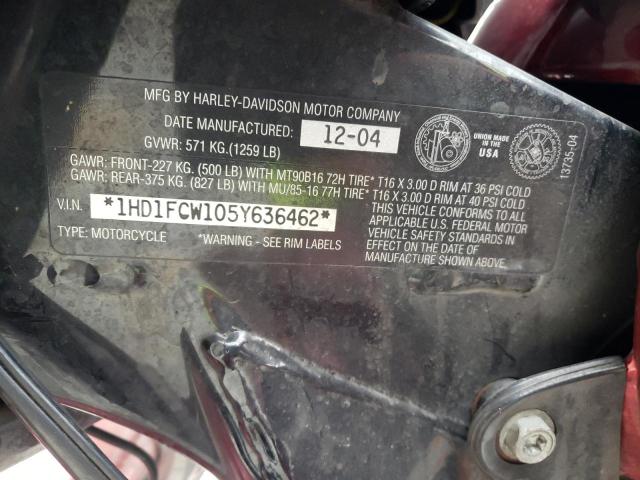 MFG BY HARLEY-DAVIDSON MOTOR COMPANY
DATE MANUFACTURED: 12-04
GVWR: 571 KG.(1259 LB)
UNION MADE
IN THE
USA
13735-04
GAWR: FRONT-227 KG. (500 LB) WITH MT90B16 72H TIRE* T16 X 3.00 D RIM AT 36 PSI COLD
GAWR: REAR-375 KG. (827 LB) WITH MU/85-16 77H TIRE* T16 X 3.00 D RIM AT 40 PSI COLD
V.I.N. *1HD1FCW105Y636462*
TYPE: MOTORCYCLE *WARNING--SEE RIM LABELS
*THIS VEHICLE CONFORMS TO ALL
APPLICABLE U.S. FEDERAL MOTOR
VEHICLE SAFETY STANDARDS IN
EFFECT ON THE DATE OF
MANUFACTURE SHOWN ABOVE.